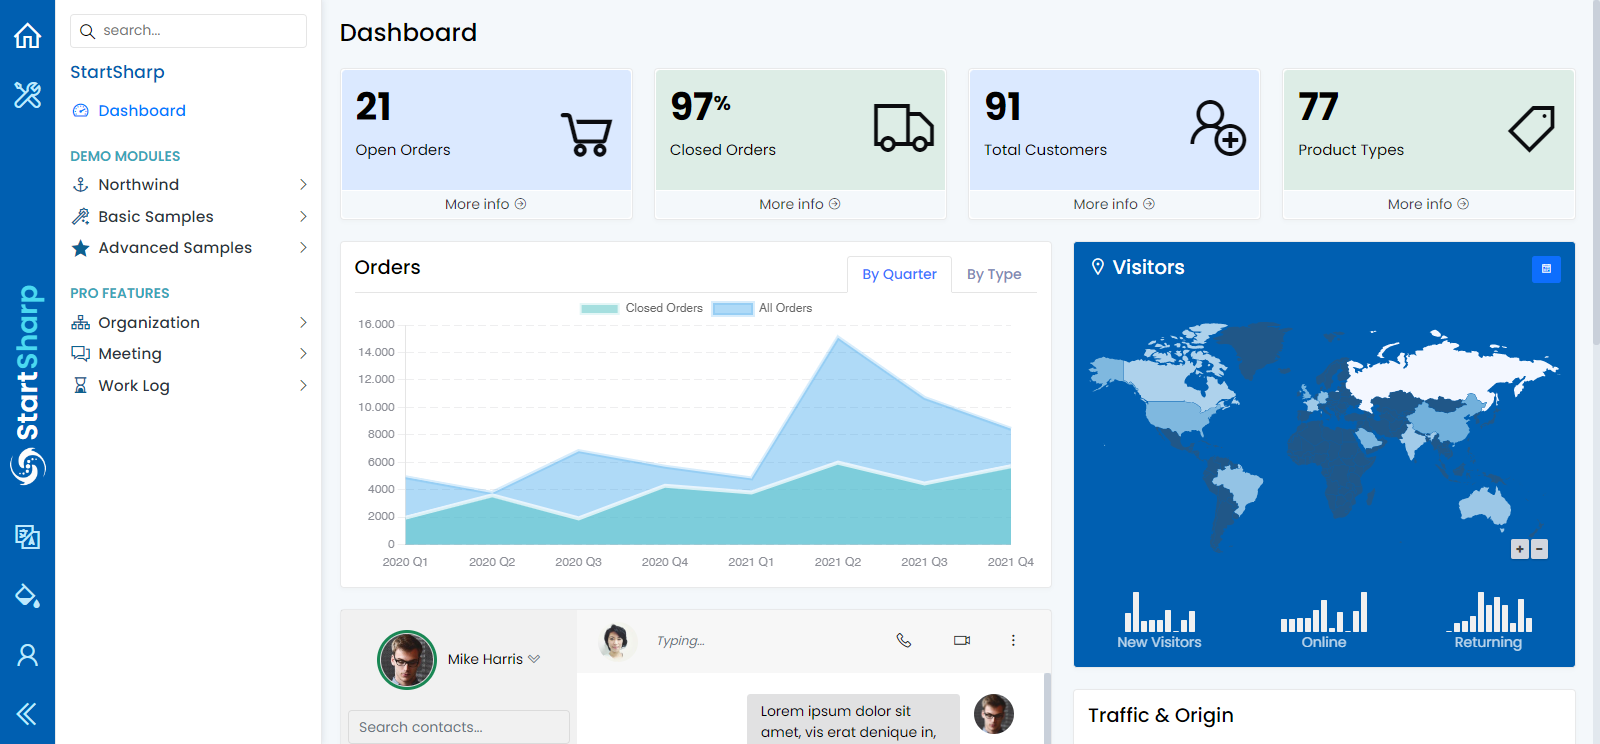 search...
StartSharp
Dashboard
DEMO MODULES
Northwind
Basic Samples
Advanced Samples
PRO FEATURES
Organization
Meeting
Work Log
StartSharp
Dashboard
21
Open Orders
More info
97%
Closed Orders
More info
91
Total Customers
More info
77
Product Types
More info
Orders
By Quarter
By Type
Closed Orders
All Orders
16.000
14.000
12.000
10.000
8000
6000
4000
2000
0
2020 Q1
2020 Q2
2020 Q3
2020 Q4
2021 Q1
2021 Q2
2021 Q3
2021 Q4
Visitors
+
−
New Visitors
Online
Returning
Mike Harris
Search contacts...
Typing...
Lorem ipsum dolor sit
amet, vis erat denique in,
Traffic & Origin